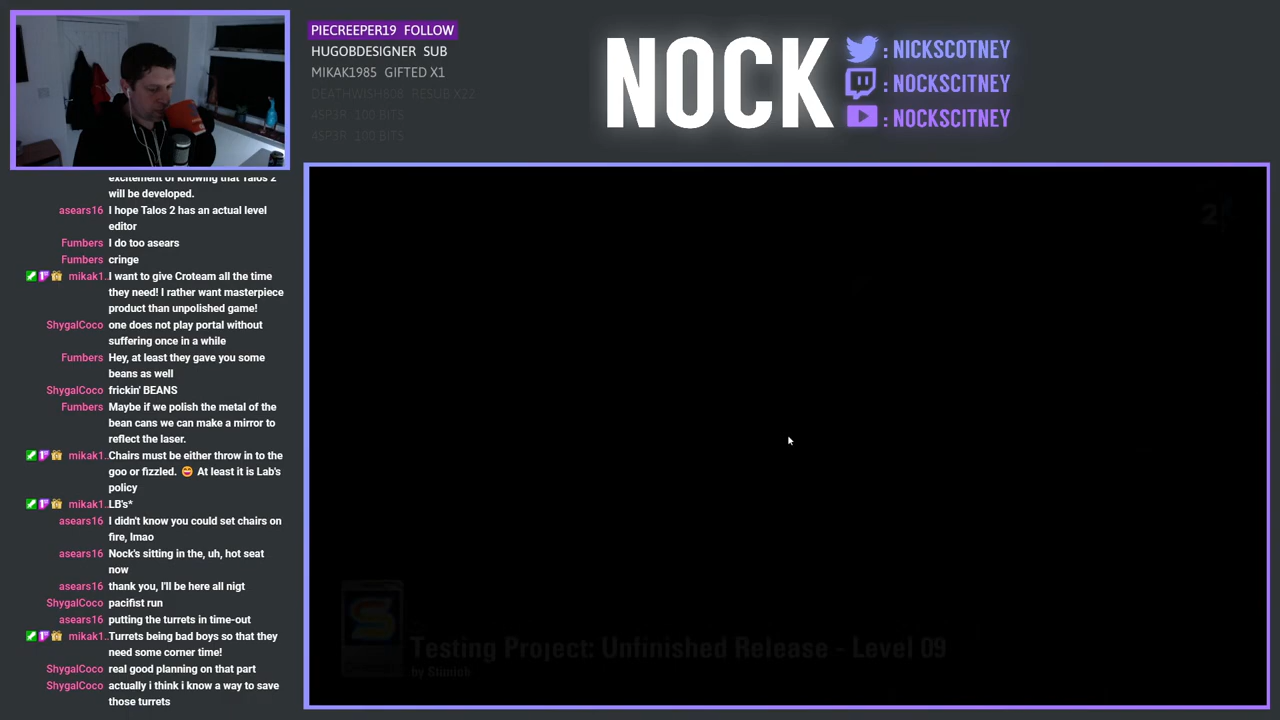 PIECREEPER19 FOLLOW
HUGOBDESIGNER SUB
MIKAK1985 GIFTED X1
DEATHWISH808 RESUB X22
4SP3R 100 BITS
4SP3R 100 BITS
NOCK
: NICKSCOTNEY
: NOCKSCITNEY
: NOCKSCITNEY
excitement of knowing that Talos 2
will be developed.
asears16 I hope Talos 2 has an actual level
editor
Fumbers I do too asears
Fumbers cringe
mikak1.. I want to give Croteam all the time
they need! I rather want masterpiece
product than unpolished game!
ShygalCoco one does not play portal without
suffering once in a while
Fumbers Hey, at least they gave you some
beans as well
ShygalCoco frickin' BEANS
Fumbers Maybe if we polish the metal of the
bean cans we can make a mirror to
reflect the laser.
mikak1.. Chairs must be either throw in to the
goo or fizzled. 😄 At least it is Lab's
policy
mikak1.. LB's*
asears16 I didn't know you could set chairs on
fire, lmao
asears16 Nock's sitting in the, uh, hot seat
now
asears16 thank you, I'll be here all nigt
ShygalCoco pacifist run
asears16 putting the turrets in time-out
mikak1.. Turrets being bad boys so that they
need some corner time!
ShygalCoco real good planning on that part
ShygalCoco actually i think i know a way to save
those turrets
Testing Project: Unfinished Release - Level 09